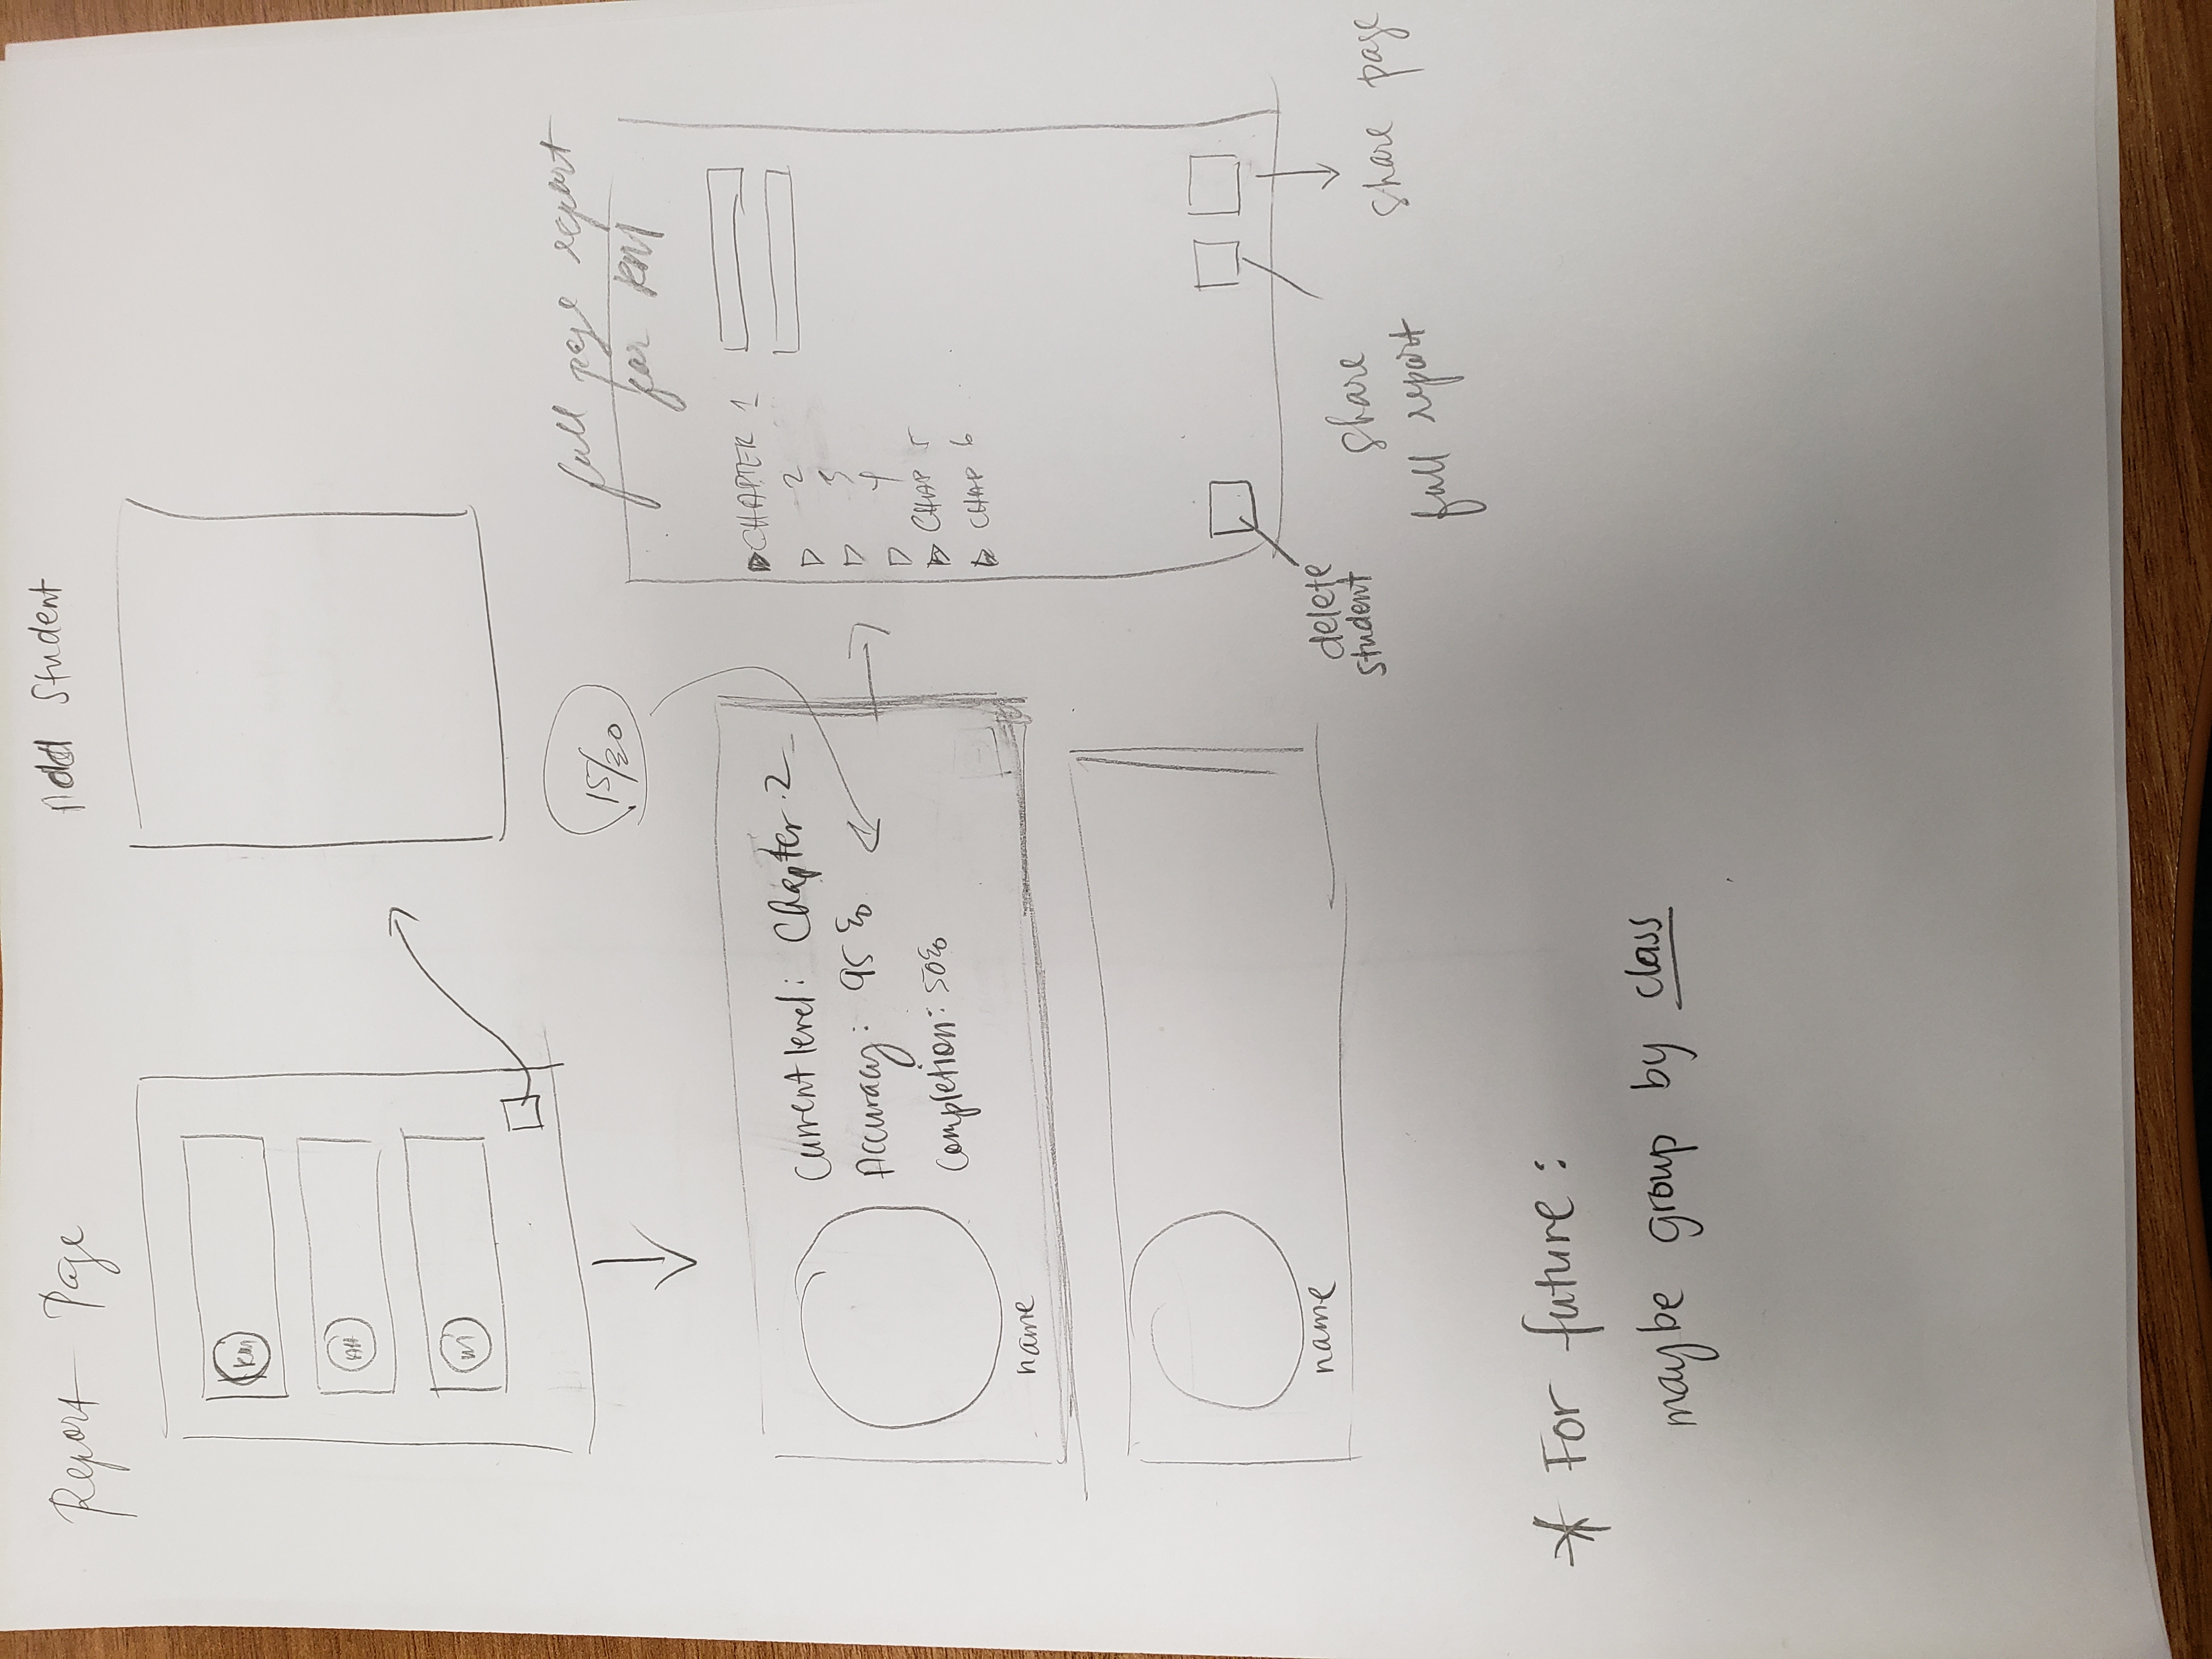 Report Page
Add Student
KM
AH
15/20
full page report
for KM
Current level: Chapter 2
Accuracy: 95%
Completion: 50%
name
name
CHAPTER 1
2
3
4
CHAP 5
CHAP 6
delete
student
share
full report
share page
* For future:
maybe group by class